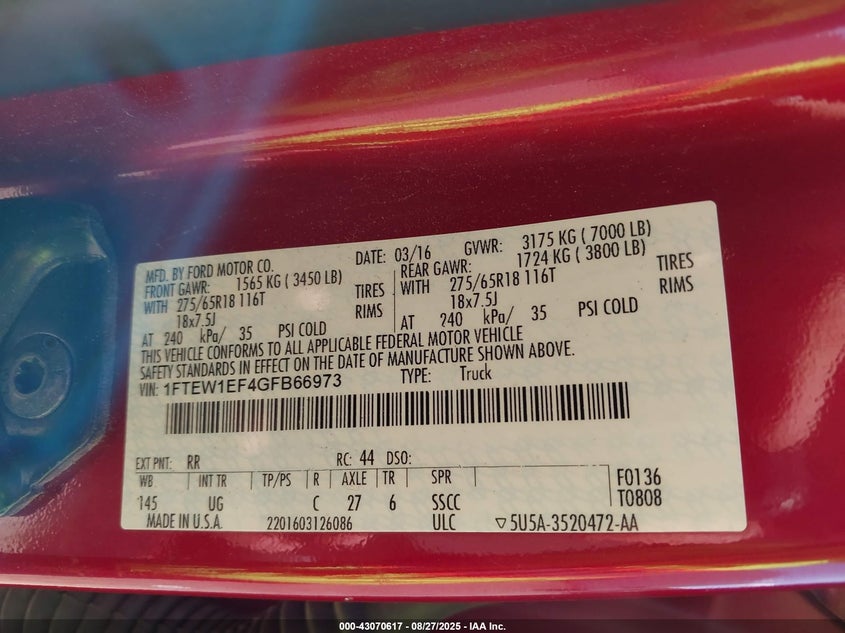 MFD. BY FORD MOTOR CO. DATE: 03/16 GVWR: 3175 KG ( 7000 LB)
FRONT GAWR: 1565 KG ( 3450 LB) REAR GAWR: 1724 KG ( 3800 LB)
WITH 275/65R18 116T TIRES WITH 275/65R18 116T TIRES
18x7.5J RIMS 18x7.5J RIMS
AT 240 kPa/ 35 PSI COLD AT 240 kPa/ 35 PSI COLD
THIS VEHICLE CONFORMS TO ALL APPLICABLE FEDERAL MOTOR VEHICLE
SAFETY STANDARDS IN EFFECT ON THE DATE OF MANUFACTURE SHOWN ABOVE.
VIN: 1FTEW1EF4GFB66973 TYPE: Truck
EXT PNT: RR RC: 44 DSO:
WB INT TR TP/PS R AXLE TR SPR F0136
145 UG C 27 6 SSCC T0808
MADE IN U.S.A. 2201603126086 ULC ▽5U5A-3520472-AA
000-43070617 - 08/27/2025 - IAA Inc.